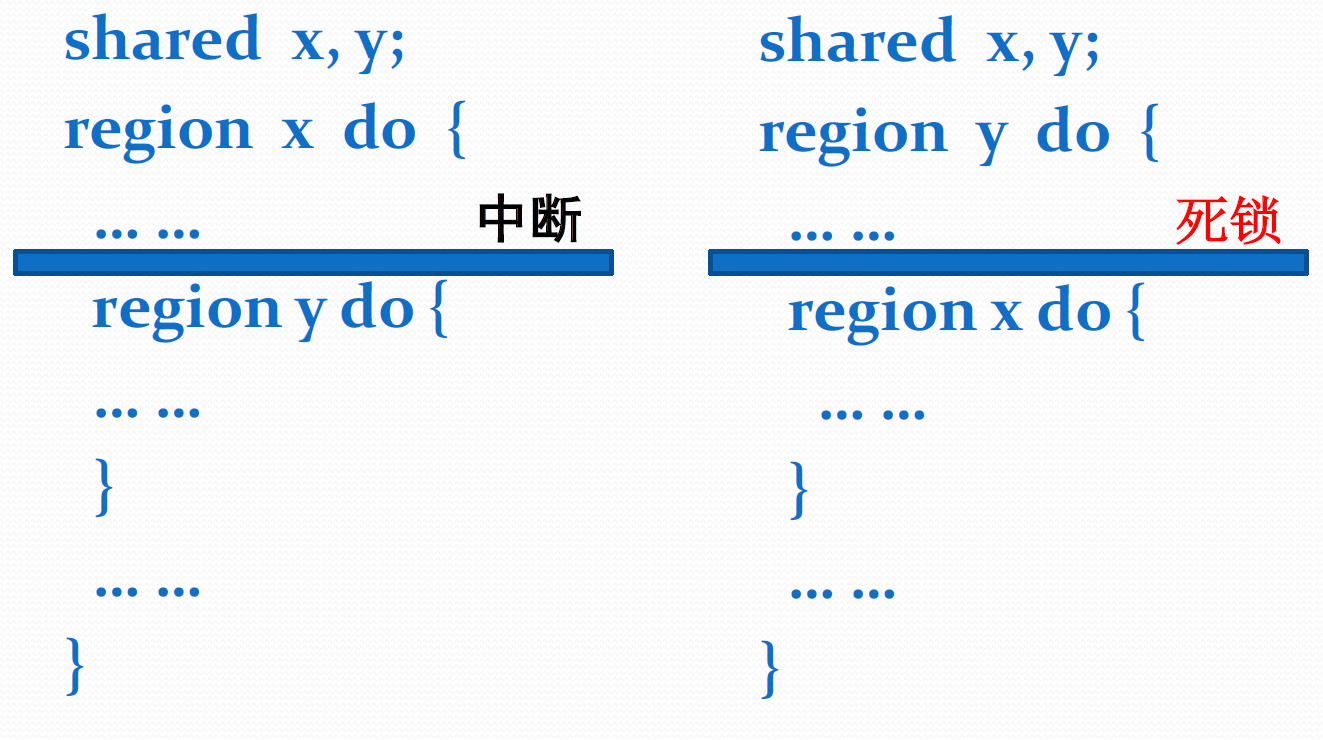 shared x, y;
region x do {
... ... 中断
region y do {
... ...
}
... ...
}
shared x, y;
region y do {
... ... 死锁
region x do {
... ...
}
... ...
}